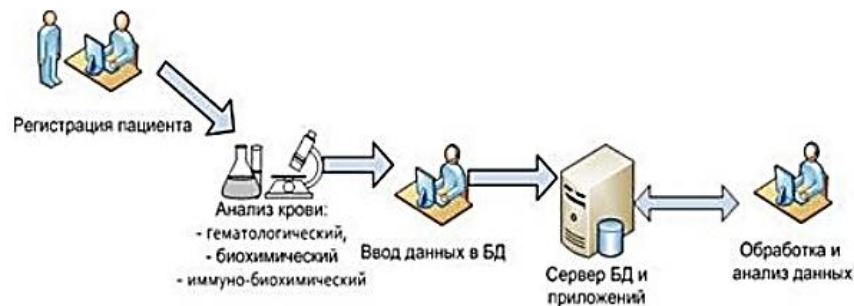 Регистрация пациента
Анализ крови:
- гематологический,
- биохимический
- иммуно-биохимический
Ввод данных в БД
Сервер БД и
приложений
Обработка и
анализ данных